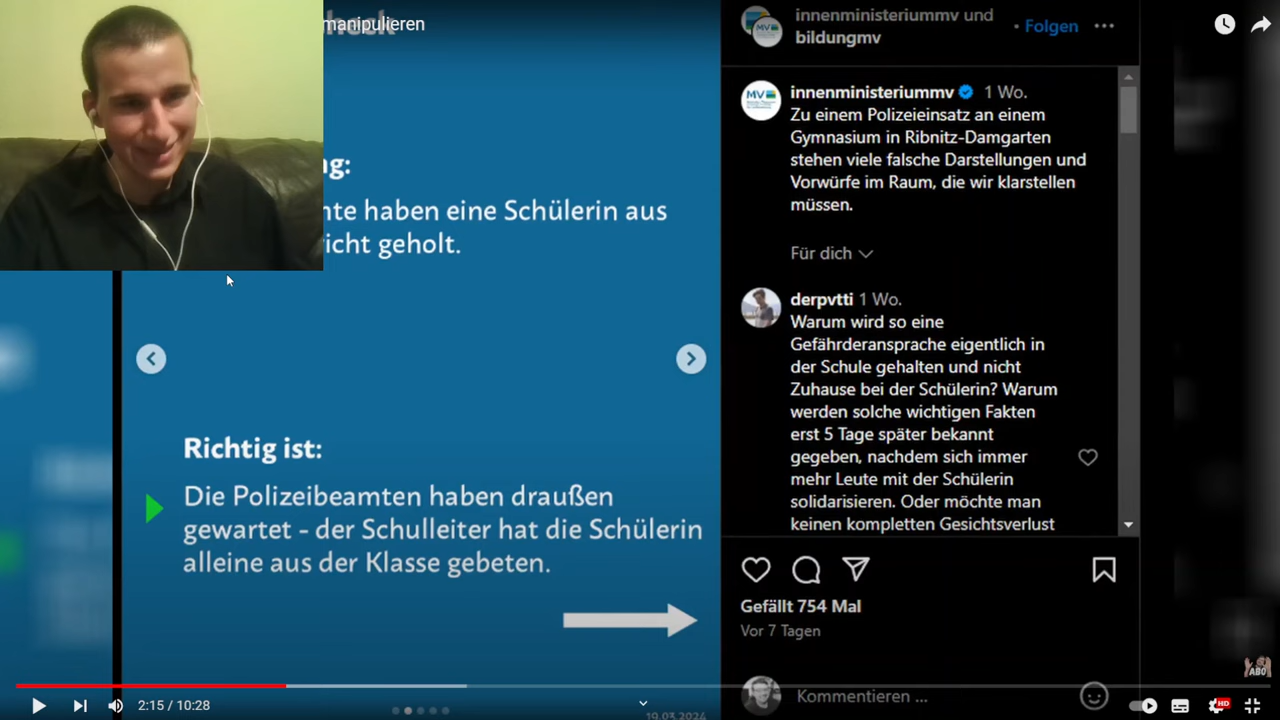 manipulieren
ng:
nte haben eine Schülerin aus
richt geholt.
Richtig ist:
Die Polizeibeamten haben draußen
gewartet - der Schulleiter hat die Schülerin
alleine aus der Klasse gebeten.
innenministeriummv und
bildungmv
• Folgen
innenministeriummv 1 Wo.
Zu einem Polizeieinsatz an einem
Gymnasium in Ribnitz-Damgarten
stehen viele falsche Darstellungen und
Vorwürfe im Raum, die wir klarstellen
müssen.
Für dich
derpvtti 1 Wo.
Warum wird so eine
Gefährderansprache eigentlich in
der Schule gehalten und nicht
Zuhause bei der Schülerin? Warum
werden solche wichtigen Fakten
erst 5 Tage später bekannt
gegeben, nachdem sich immer
mehr Leute mit der Schülerin
solidarisieren. Oder möchte man
keinen kompletten Gesichtsverlust
Gefällt 754 Mal
Vor 7 Tagen
Kommentieren ...
ABO
2:15 / 10:28
19.03.2024
HD